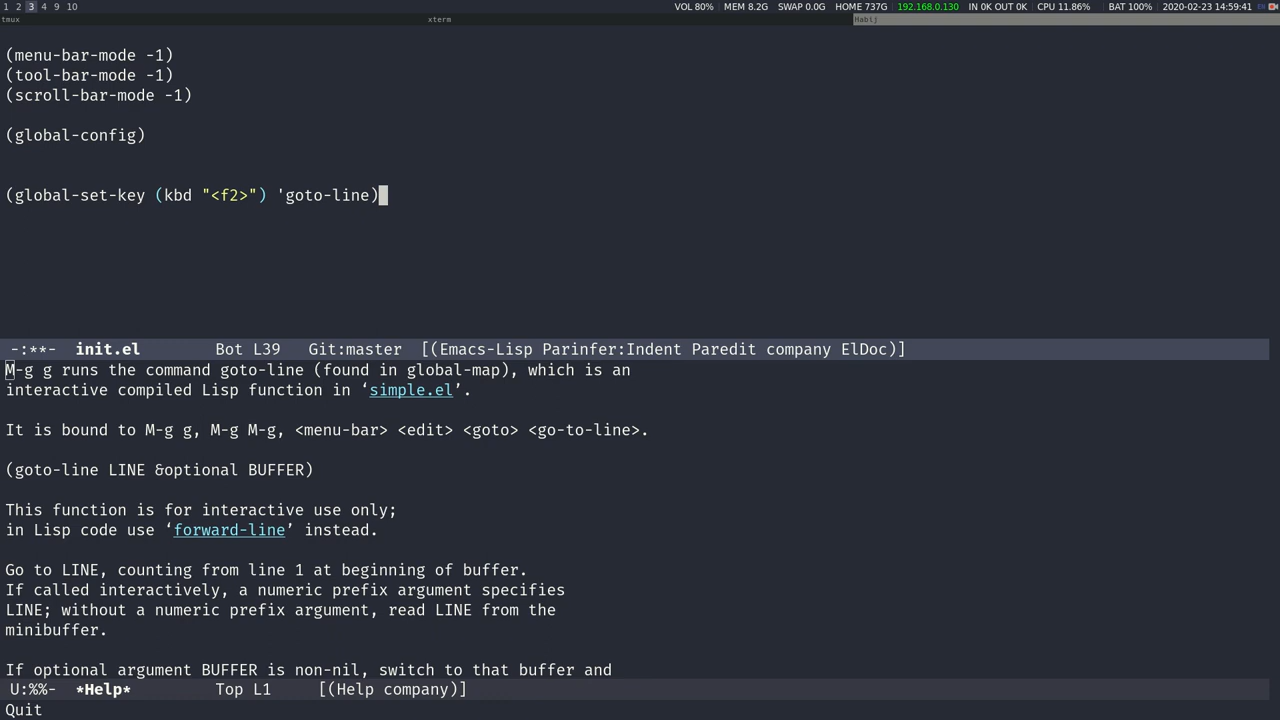 1 2 3 4 9 10 VOL 80% MEM 8.2G SWAP 0.0G HOME 737G 192.168.0.130 IN 0K OUT 0K CPU 11.86% BAT 100% 2020-02-23 14:59:41 EN
tmux xterm Habij
(menu-bar-mode -1)
(tool-bar-mode -1)
(scroll-bar-mode -1)
(global-config)
(global-set-key (kbd "<f2>") 'goto-line)
-:**- init.el Bot L39 Git:master [(Emacs-Lisp Parinfer:Indent Paredit company ElDoc)]
M-g g runs the command goto-line (found in global-map), which is an
interactive compiled Lisp function in ‘simple.el’.
It is bound to M-g g, M-g M-g, <menu-bar> <edit> <goto> <go-to-line>.
(goto-line LINE &optional BUFFER)
This function is for interactive use only;
in Lisp code use ‘forward-line’ instead.
Go to LINE, counting from line 1 at beginning of buffer.
If called interactively, a numeric prefix argument specifies
LINE; without a numeric prefix argument, read LINE from the
minibuffer.
If optional argument BUFFER is non-nil, switch to that buffer and
U:%%- *Help* Top L1 [(Help company)]
Quit